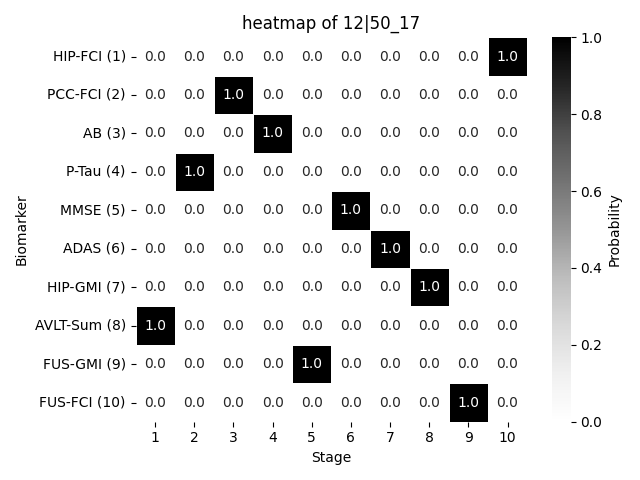 heatmap of 12|50_17
HIP-FCI (1) 0.0 0.0 0.0 0.0 0.0 0.0 0.0 0.0 0.0 1.0
PCC-FCI (2) 0.0 0.0 1.0 0.0 0.0 0.0 0.0 0.0 0.0 0.0
AB (3) 0.0 0.0 0.0 1.0 0.0 0.0 0.0 0.0 0.0 0.0
P-Tau (4) 0.0 1.0 0.0 0.0 0.0 0.0 0.0 0.0 0.0 0.0
MMSE (5) 0.0 0.0 0.0 0.0 0.0 1.0 0.0 0.0 0.0 0.0
ADAS (6) 0.0 0.0 0.0 0.0 0.0 0.0 1.0 0.0 0.0 0.0
HIP-GMI (7) 0.0 0.0 0.0 0.0 0.0 0.0 0.0 1.0 0.0 0.0
AVLT-Sum (8) 1.0 0.0 0.0 0.0 0.0 0.0 0.0 0.0 0.0 0.0
FUS-GMI (9) 0.0 0.0 0.0 0.0 1.0 0.0 0.0 0.0 0.0 0.0
FUS-FCI (10) 0.0 0.0 0.0 0.0 0.0 0.0 0.0 0.0 1.0 0.0
1 2 3 4 5 6 7 8 9 10
Stage
Biomarker
1.0
0.8
0.6
0.4
0.2
0.0
Probability